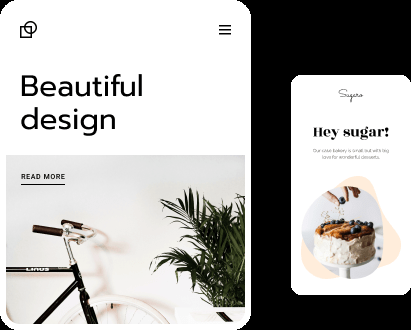 Beautiful
design
READ MORE
LINUS
Sugaro
Hey sugar!
Our cake bakery is small but with big
love for wonderful desserts.